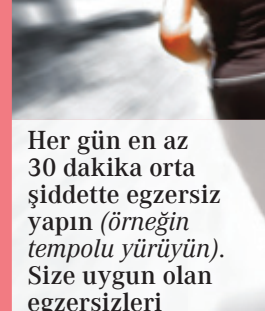 Her gün en az
30 dakika orta
şiddette egzersiz
yapın (örneğin
tempolu yürüyün).
Size uygun olan
egzersizleri